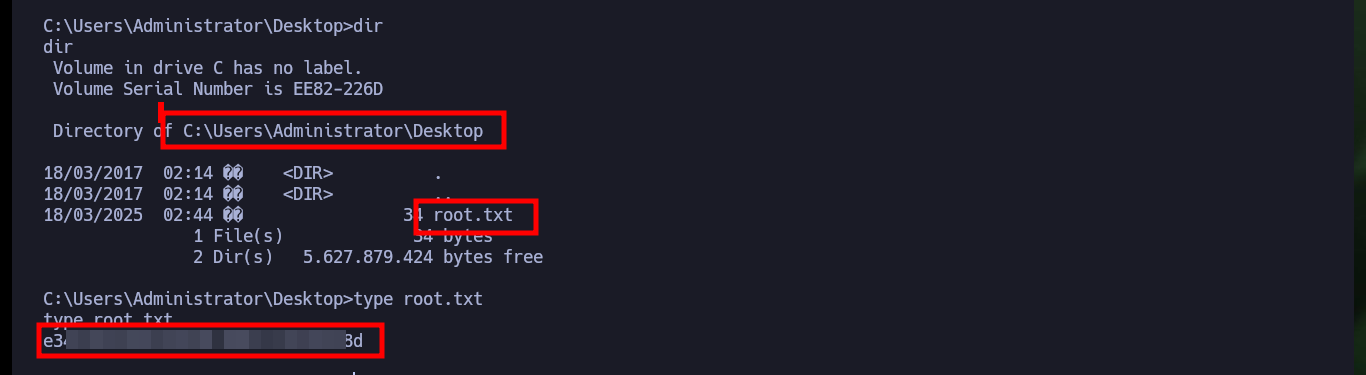 C:\Users\Administrator\Desktop>dir
dir
Volume in drive C has no label.
Volume Serial Number is EE82-226D
Directory of C:\Users\Administrator\Desktop
18/03/2017 02:14 �� <DIR> .
18/03/2017 02:14 �� <DIR> ..
18/03/2025 02:44 �� 34 root.txt
1 File(s) 34 bytes
2 Dir(s) 5.627.879.424 bytes free
C:\Users\Administrator\Desktop>type root.txt
type root.txt